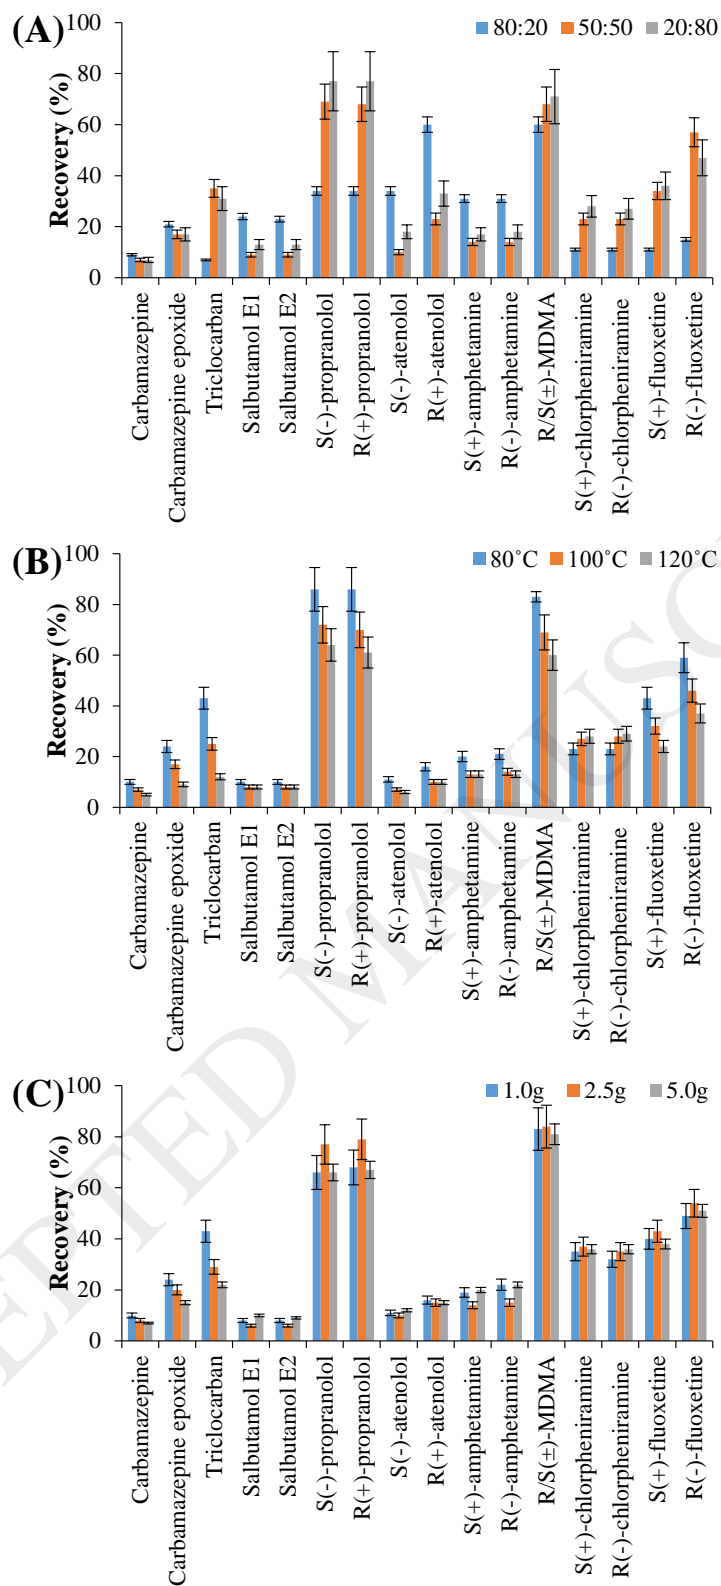 (A)
80:20 50:50 20:80
Recovery (%)
100
80
60
40
20
0
Carbamazepine
Carbamazepine epoxide
Triclocarban
Salbutamol E1
Salbutamol E2
S(-)-propranolol
R(+)-propranolol
S(-)-atenolol
R(+)-atenolol
S(+)-amphetamine
R(-)-amphetamine
R/S(±)-MDMA
S(+)-chlorpheniramine
R(-)-chlorpheniramine
S(+)-fluoxetine
R(-)-fluoxetine
(B)
80˚C 100˚C 120˚C
Recovery (%)
100
80
60
40
20
0
Carbamazepine
Carbamazepine epoxide
Triclocarban
Salbutamol E1
Salbutamol E2
S(-)-propranolol
R(+)-propranolol
S(-)-atenolol
R(+)-atenolol
S(+)-amphetamine
R(-)-amphetamine
R/S(±)-MDMA
S(+)-chlorpheniramine
R(-)-chlorpheniramine
S(+)-fluoxetine
R(-)-fluoxetine
(C)
1.0g 2.5g 5.0g
Recovery (%)
100
80
60
40
20
0
Carbamazepine
Carbamazepine epoxide
Triclocarban
Salbutamol E1
Salbutamol E2
S(-)-propranolol
R(+)-propranolol
S(-)-atenolol
R(+)-atenolol
S(+)-amphetamine
R(-)-amphetamine
R/S(±)-MDMA
S(+)-chlorpheniramine
R(-)-chlorpheniramine
S(+)-fluoxetine
R(-)-fluoxetine
EPTED MANUSC